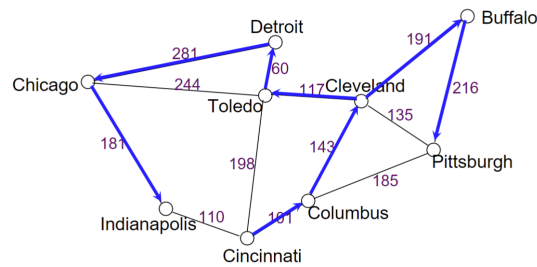 Buffalo
Detroit
281
191
60
Chicago
244
117
Cleveland
216
Toledo
135
181
143
198
Pittsburgh
185
Indianapolis
110
101
Columbus
Cincinnati